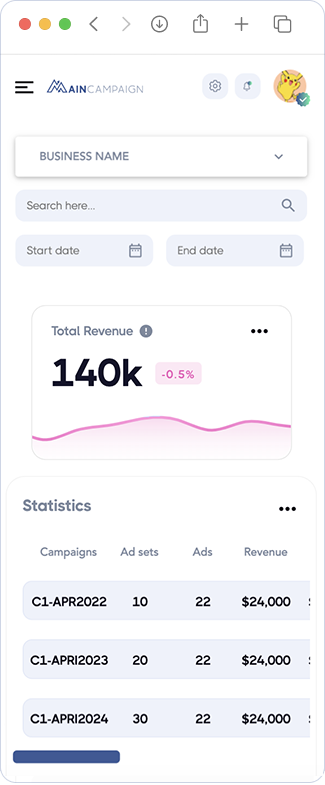 MAINCAMPAIGN
BUSINESS NAME
Search here...
Start date End date
Total Revenue
140k -0.5%
Statistics
Campaigns Ad sets Ads Revenue
C1-APR2022 10 22 $24,000
C1-APRI2023 20 22 $24,000
C1-APRI2024 30 22 $24,000